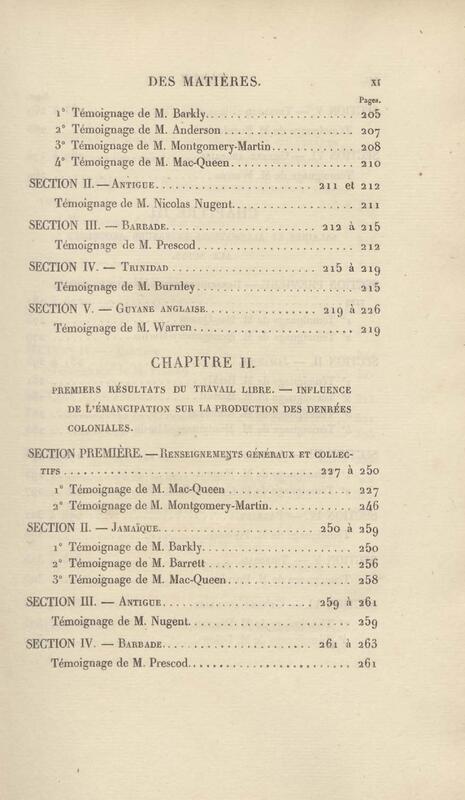 DES MATIÈRES. XI
Pages.
1° Témoignage de M. Barkly........................ 205
2° Témoignage de M. Anderson ..................... 207
3° Témoignage de M. Montgomery-Martin............. 208
4° Témoignage de M. Mac-Queen..................... 210
SECTION II. — ANTIGUE........................ 211 et 212
Témoignage de M. Nicolas Nugent................... 211
SECTION III. — BARBADE....................... 212 à 215
Témoignage de M. Prescod.......................... 212
SECTION IV. — TRINIDAD ...................... 215 à 219
Témoignage de M. Burnley.......................... 215
SECTION V. — GUYANE ANGLAISE................. 219 à 226
Témoignage de M. Warren........................... 219
CHAPITRE II.
PREMIERS RÉSULTATS DU TRAVAIL LIBRE. — INFLUENCE
DE L'ÉMANCIPATION SUR LA PRODUCTION DES DENRÉES
COLONIALES.
SECTION PREMIÈRE. — RENSEIGNEMENTS GÉNÉRAUX ET COLLEC-
TIFS ........................................ 227 à 250
1° Témoignage de M. Mac-Queen .................... 227
2° Témoignage de M. Montgomery-Martin............. 246
SECTION II. — JAMAÏQUE....................... 250 à 259
1° Témoignage de M. Barkly........................ 250
2° Témoignage de M. Barrett ...................... 256
3° Témoignage de M. Mac-Queen..................... 258
SECTION III. — ANTIGUE....................... 259 à 261
Témoignage de M. Nugent........................... 259
SECTION IV. — BARBADE........................ 261 à 263
Témoignage de M. Prescod.......................... 261